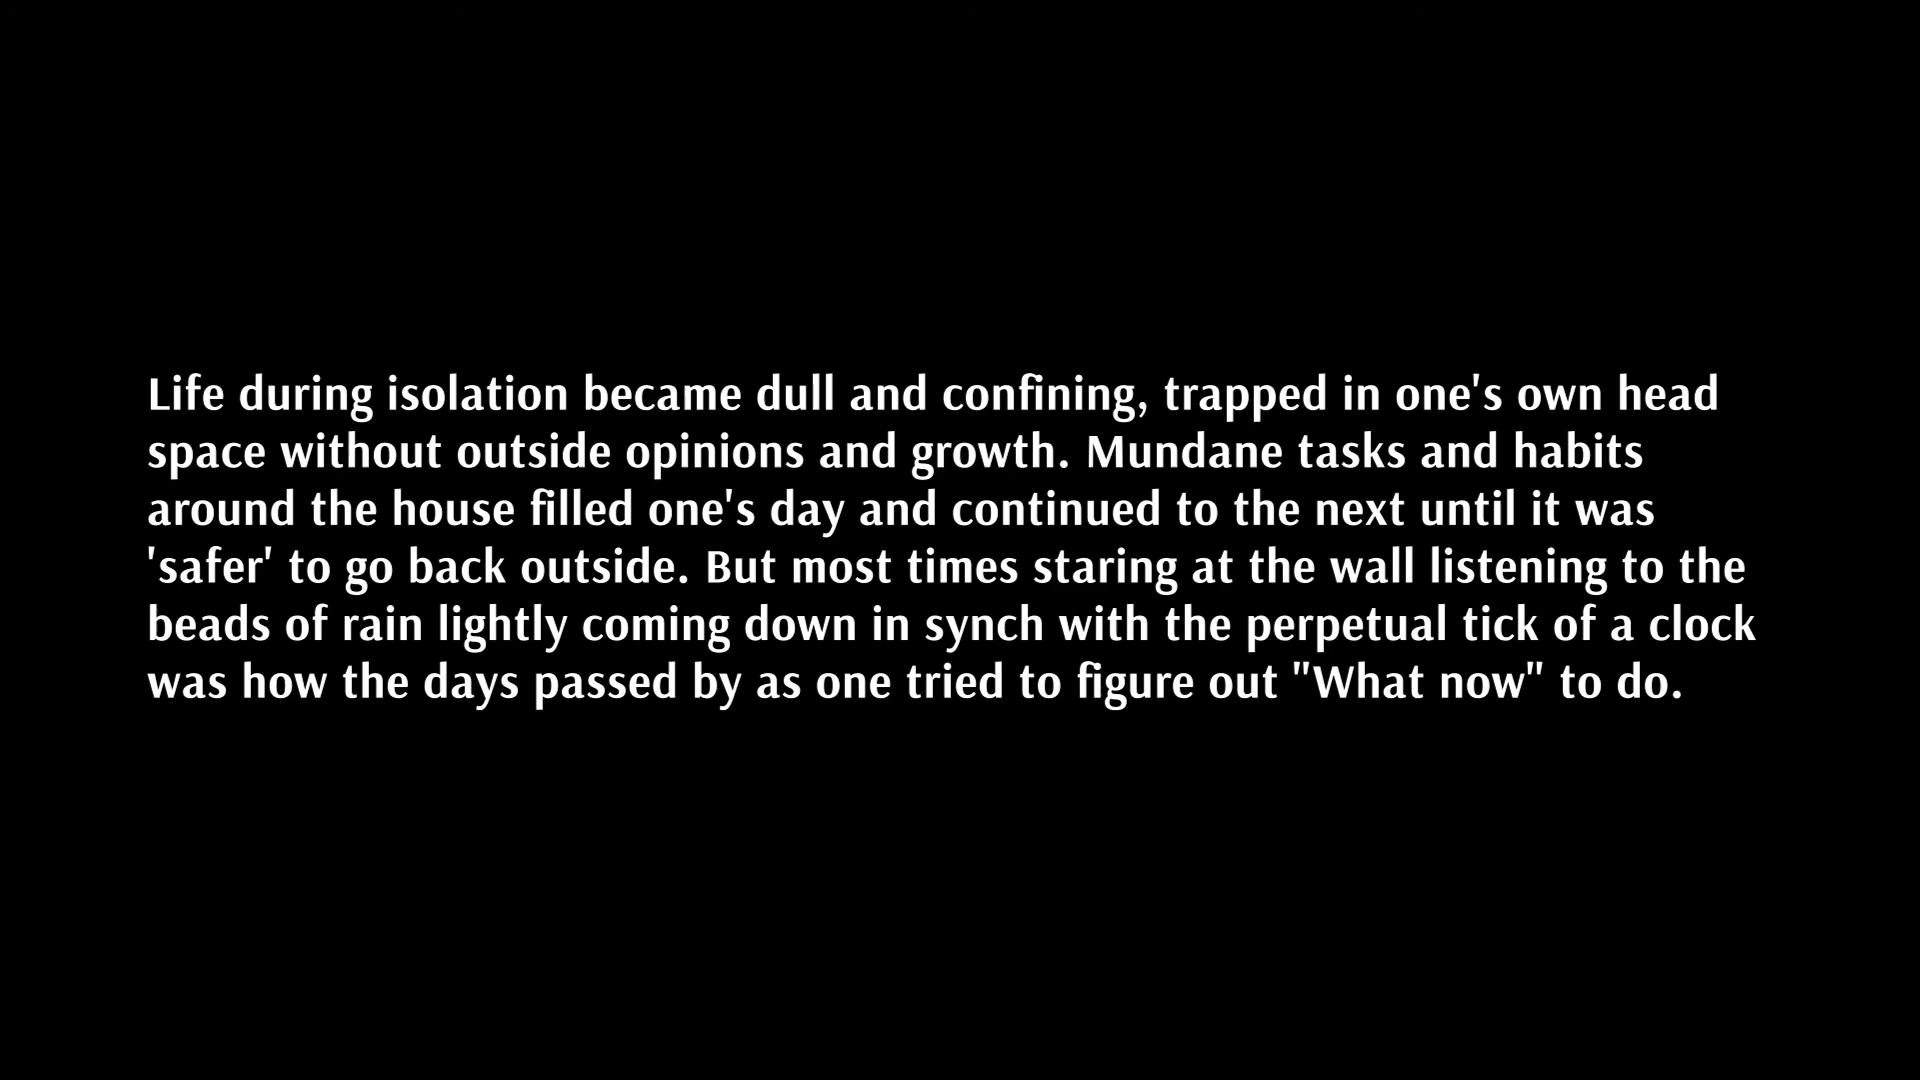 Life during isolation became dull and confining, trapped in one's own head
space without outside opinions and growth. Mundane tasks and habits
around the house filled one's day and continued to the next until it was
'safer' to go back outside. But most times staring at the wall listening to the
beads of rain lightly coming down in synch with the perpetual tick of a clock
was how the days passed by as one tried to figure out "What now" to do.